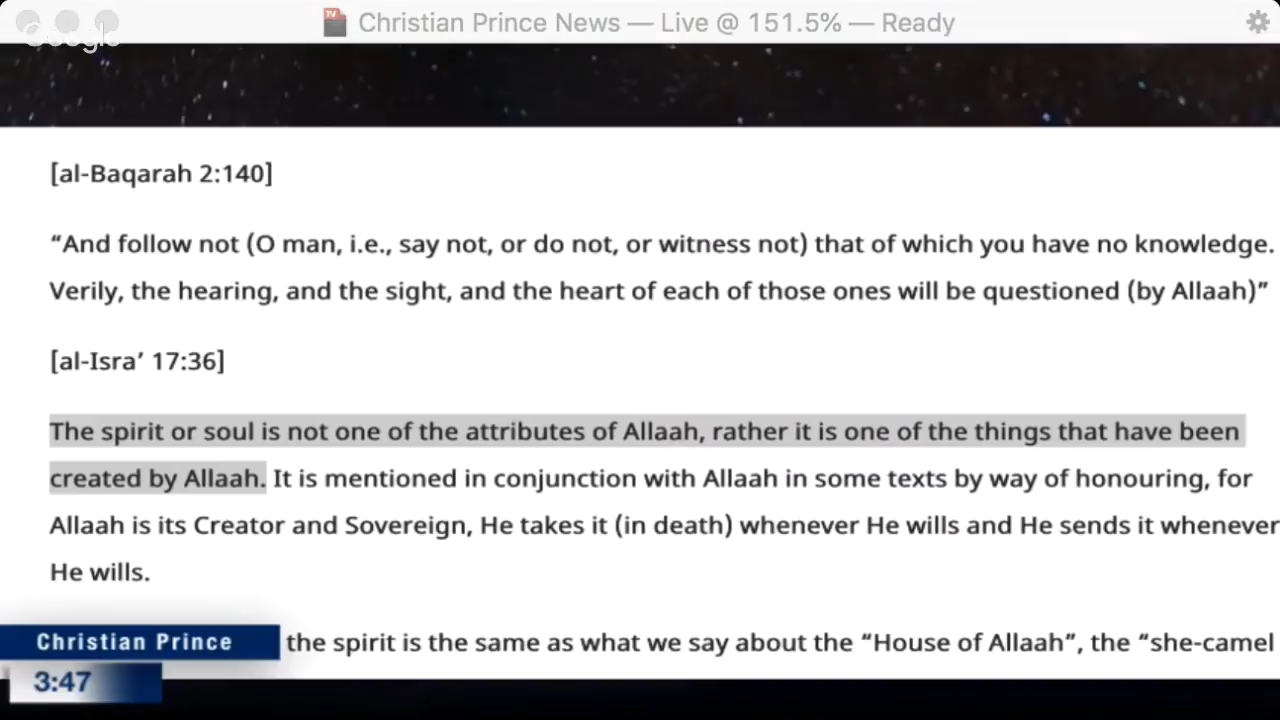 Christian Prince News — Live @ 151.5% — Ready
Google
[al-Baqarah 2:140]
“And follow not (O man, i.e., say not, or do not, or witness not) that of which you have no knowledge.
Verily, the hearing, and the sight, and the heart of each of those ones will be questioned (by Allaah)”
[al-Isra’ 17:36]
The spirit or soul is not one of the attributes of Allaah, rather it is one of the things that have been
created by Allaah. It is mentioned in conjunction with Allaah in some texts by way of honouring, for
Allaah is its Creator and Sovereign, He takes it (in death) whenever He wills and He sends it whenever
He wills.
the spirit is the same as what we say about the “House of Allaah”, the “she-camel
Christian Prince
3:47